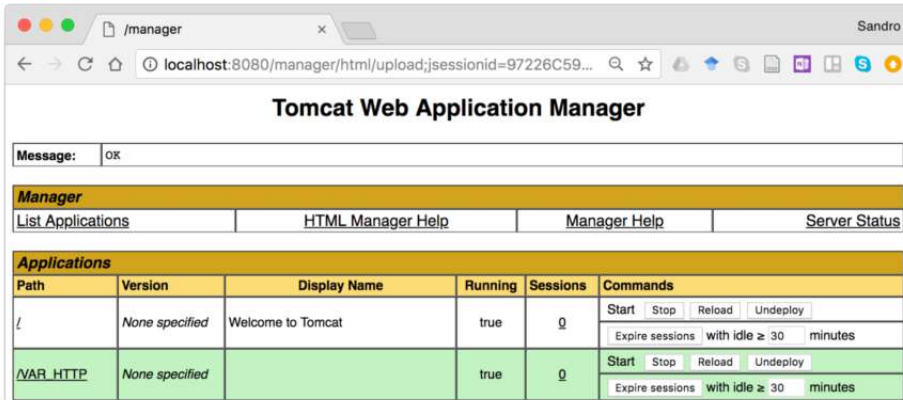 /manager ×
Sandro
localhost:8080/manager/html/upload;jsessionid=97226C59...
Tomcat Web Application Manager
Message: OK
Manager
List Applications HTML Manager Help Manager Help Server Status
Applications
Path Version Display Name Running Sessions Commands
/ None specified Welcome to Tomcat true 0
Start Stop Reload Undeploy
Expire sessions with idle ≥ 30 minutes
/VAR_HTTP None specified true 0
Start Stop Reload Undeploy
Expire sessions with idle ≥ 30 minutes